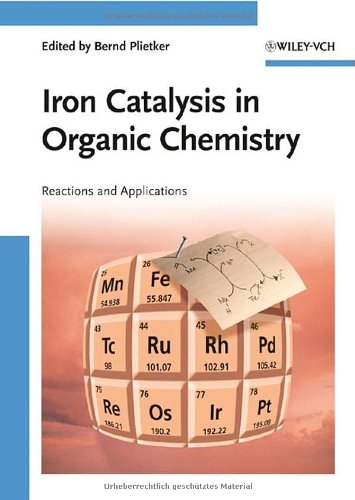 Urheberrechtlich geschütztes Material
Edited by Bernd Plietker
WILEY-VCH
Iron Catalysis in
Organic Chemistry
Reactions and Applications
25
Mn
54.938
26
Fe
55.847
43
Tc
98
44
Ru
101.07
45
Rh
102.91
46
Pd
105.42
75
Re
186.21
76
Os
190.2
77
Ir
192.22
78
Pt
195.08
Urheberrechtlich geschütztes Material